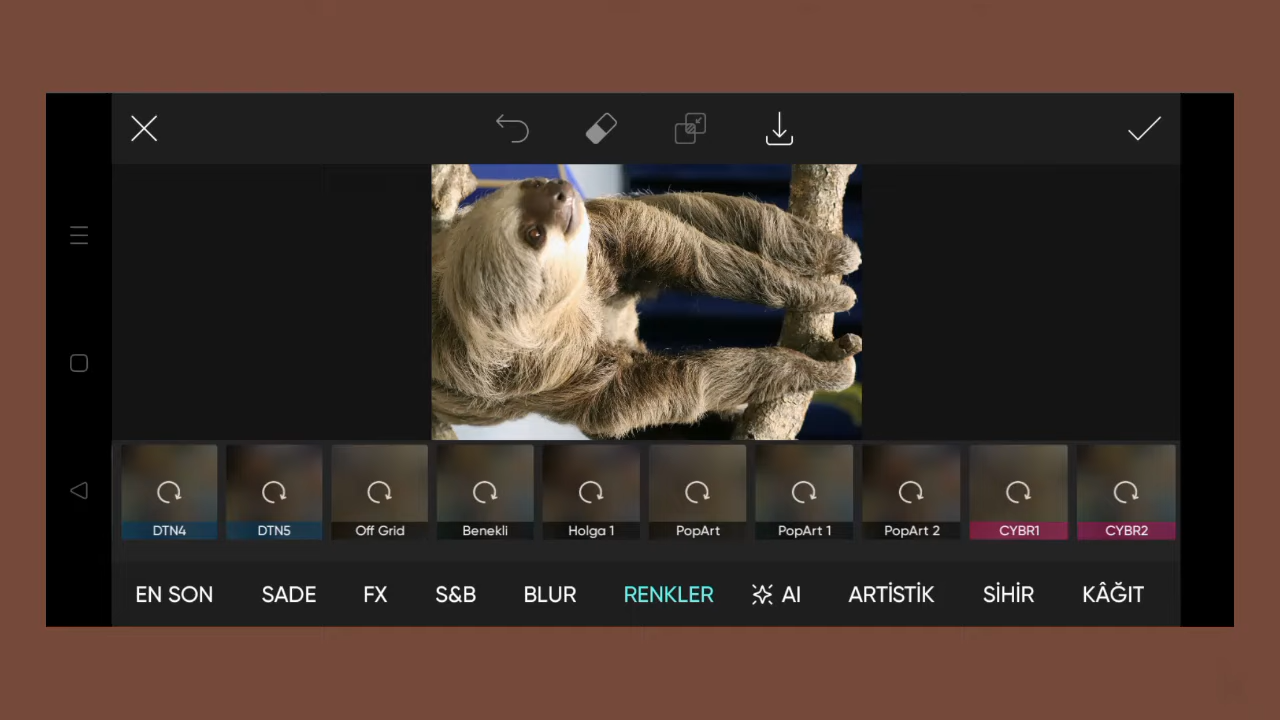 DTN4 DTN5 Off Grid Benekli Holga 1 PopArt PopArt 1 PopArt 2 CYBR1 CYBR2
EN SON SADE FX S&B BLUR RENKLER AI ARTİSTİK SİHİR KÂĞIT